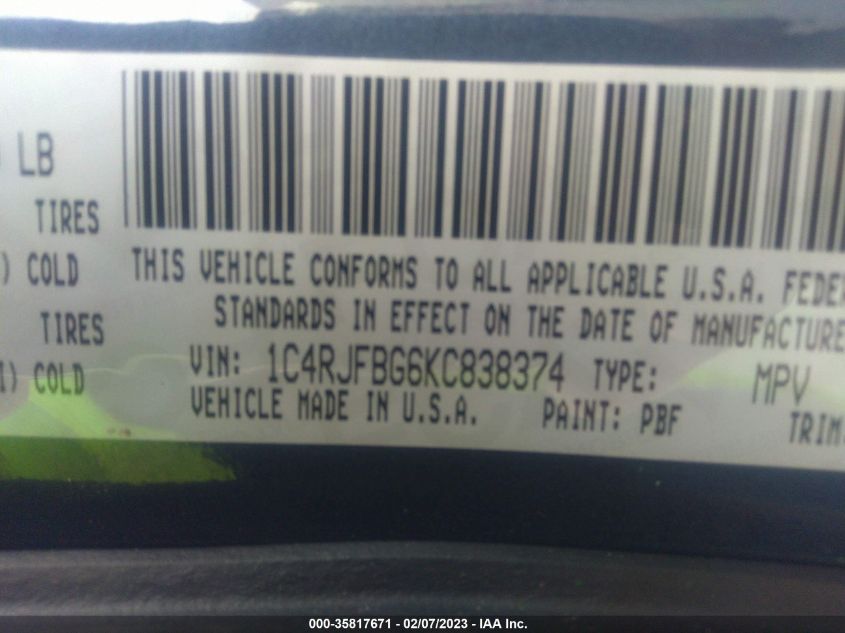 LB
TIRES
) COLD
TIRES
) COLD
THIS VEHICLE CONFORMS TO ALL APPLICABLE U.S.A. FEDER
STANDARDS IN EFFECT ON THE DATE OF MANUFACTURE
VIN: 1C4RJFBG6KC838374 TYPE: MPV
VEHICLE MADE IN U.S.A. PAINT: PBF TRIM:
000-35817671 - 02/07/2023 - IAA Inc.